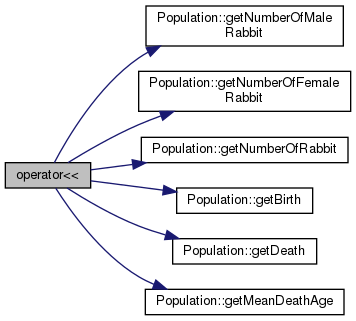 Population::getNumberOfMale
Rabbit
Population::getNumberOfFemale
Rabbit
Population::getNumberOfRabbit
operator<<
Population::getBirth
Population::getDeath
Population::getMeanDeathAge